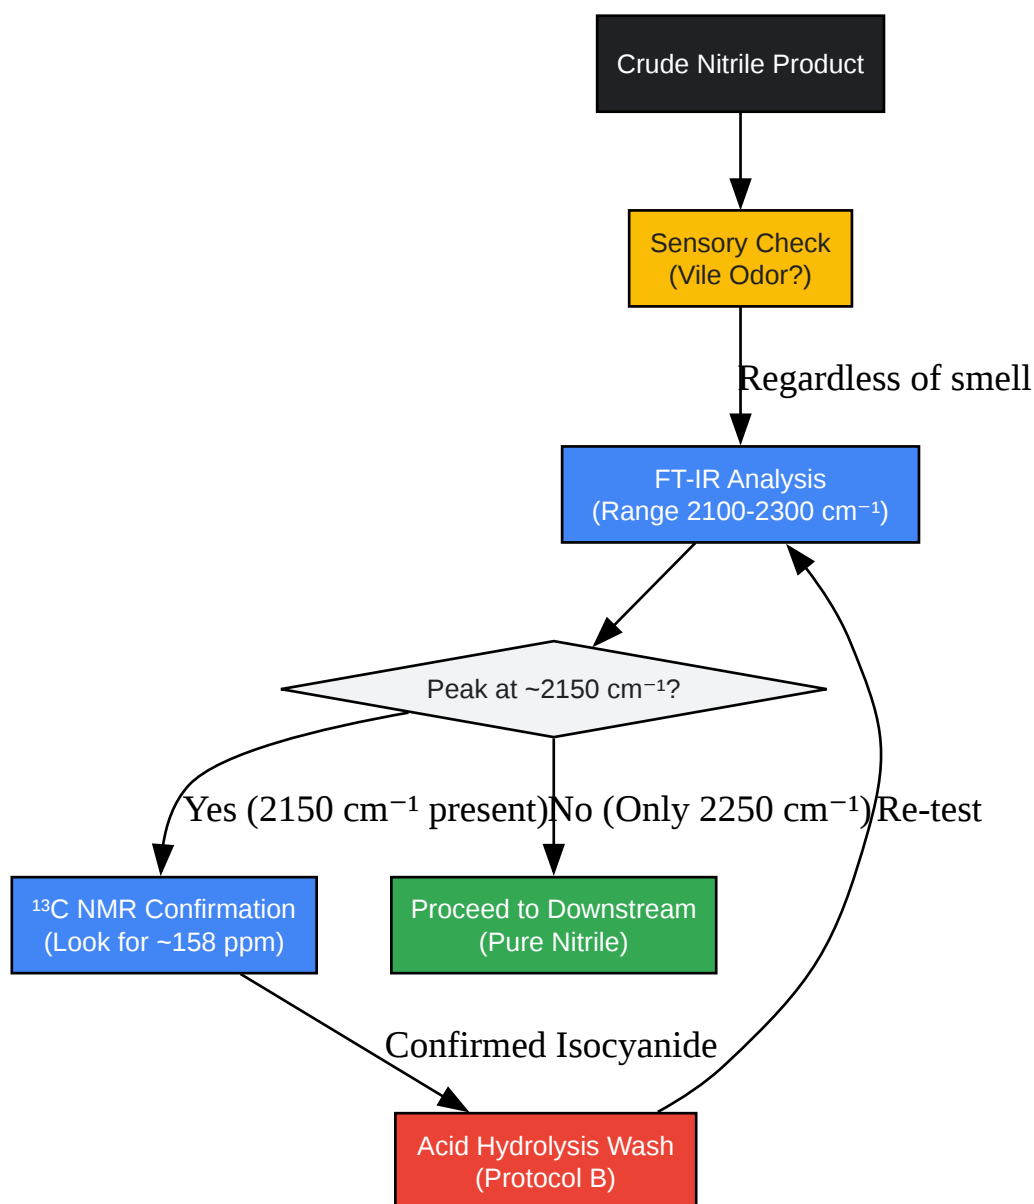 Crude Nitrile Product
Sensory Check
(Vile Odor?)
Regardless of smell
FT-IR Analysis
(Range 2100-2300 cm⁻¹)
Peak at ~2150 cm⁻¹?
Yes (2150 cm⁻¹ present)
No (Only 2250 cm⁻¹)
Re-test
¹³C NMR Confirmation
(Look for ~158 ppm)
Proceed to Downstream
(Pure Nitrile)
Confirmed Isocyanide
Acid Hydrolysis Wash
(Protocol B)